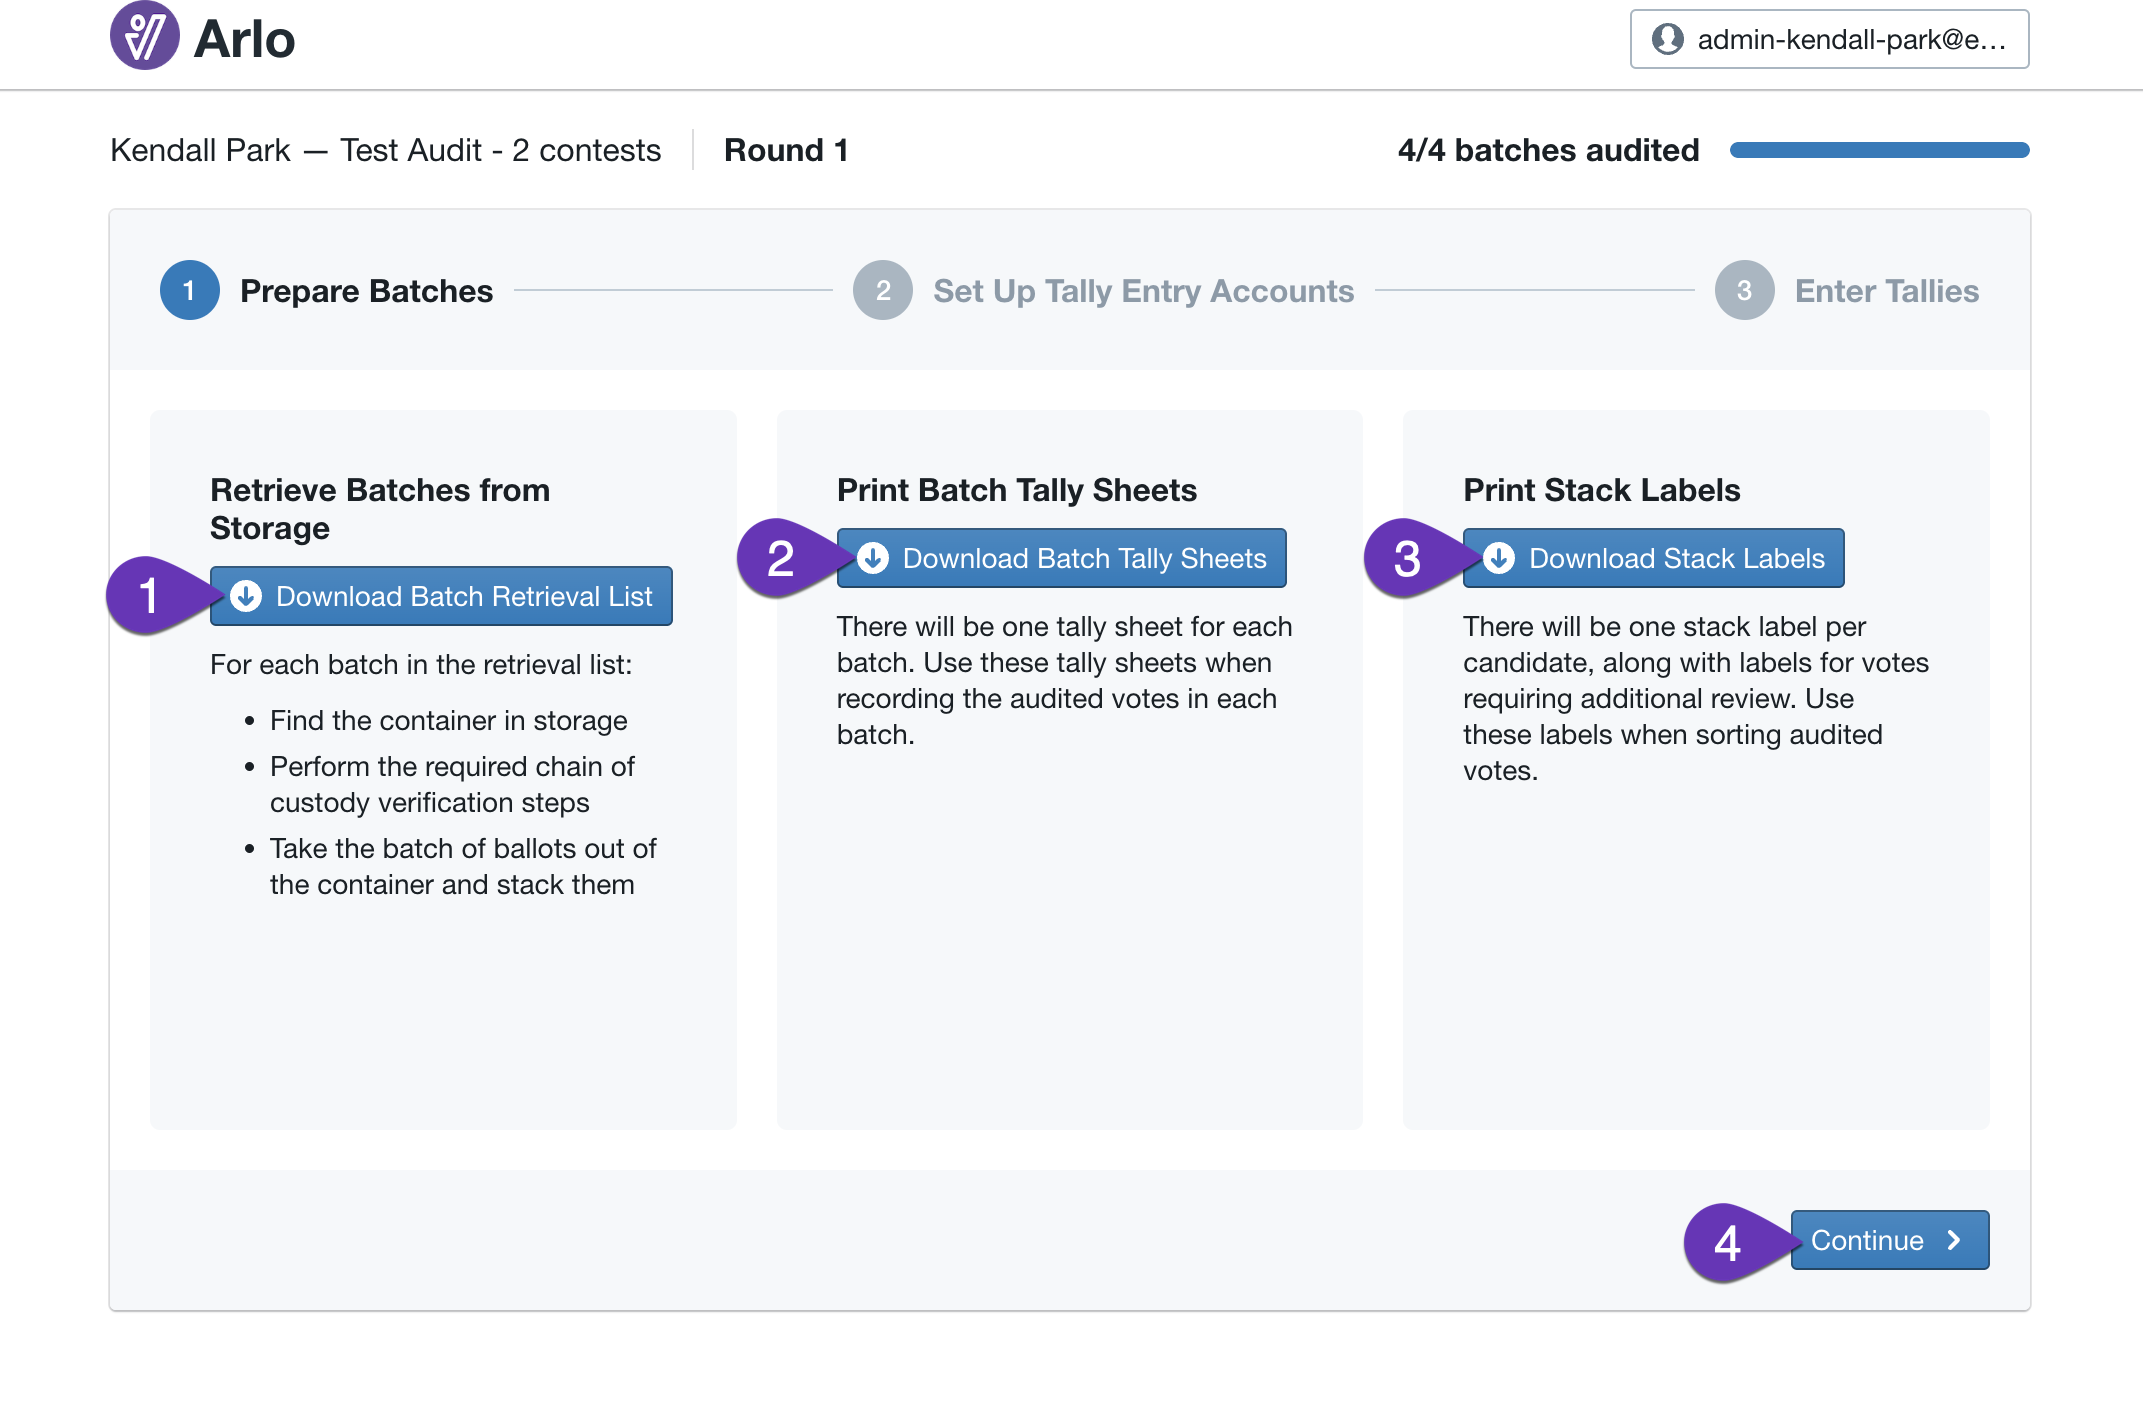 Arlo
admin-kendall-park@e...
Kendall Park — Test Audit - 2 contests
Round 1
4/4 batches audited
1 Prepare Batches
2 Set Up Tally Entry Accounts
3 Enter Tallies
Retrieve Batches from
Storage
1
Download Batch Retrieval List
For each batch in the retrieval list:
• Find the container in storage
• Perform the required chain of
custody verification steps
• Take the batch of ballots out of
the container and stack them
Print Batch Tally Sheets
2
Download Batch Tally Sheets
There will be one tally sheet for each
batch. Use these tally sheets when
recording the audited votes in each
batch.
Print Stack Labels
3
Download Stack Labels
There will be one stack label per
candidate, along with labels for votes
requiring additional review. Use
these labels when sorting audited
votes.
4
Continue